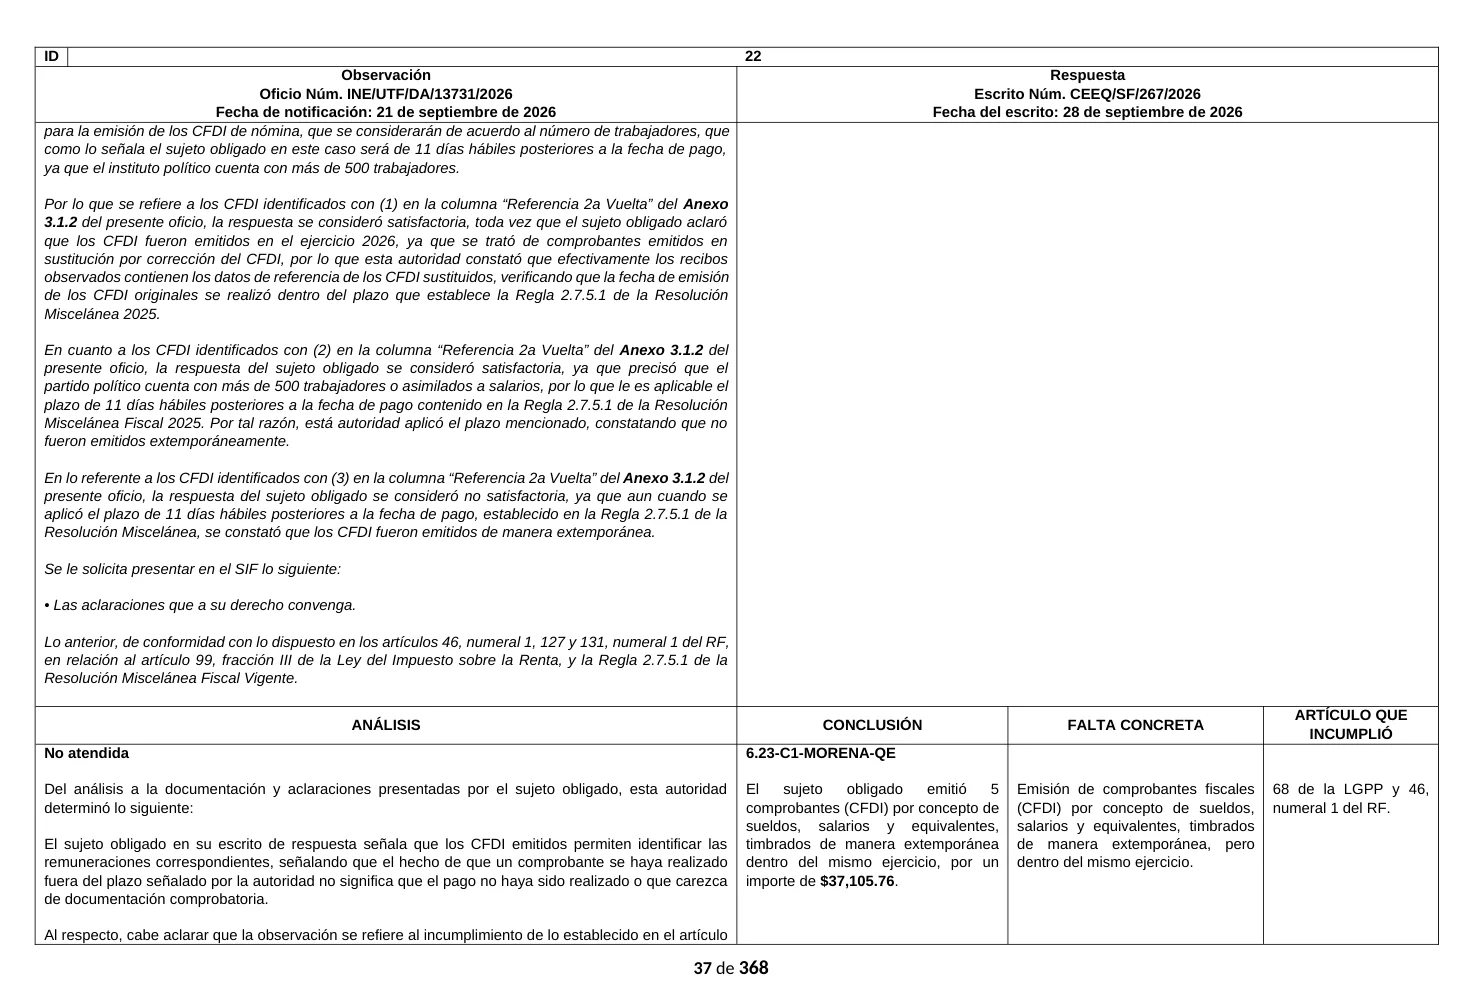 ID 22
Observación
Oficio Núm. INE/UTF/DA/13731/2026
Fecha de notificación: 21 de septiembre de 2026
Respuesta
Escrito Núm. CEEQ/SF/267/2026
Fecha del escrito: 28 de septiembre de 2026
para la emisión de los CFDI de nómina, que se considerarán de acuerdo al número de trabajadores, que
como lo señala el sujeto obligado en este caso será de 11 días hábiles posteriores a la fecha de pago,
ya que el instituto político cuenta con más de 500 trabajadores.
Por lo que se refiere a los CFDI identificados con (1) en la columna “Referencia 2a Vuelta” del Anexo
3.1.2 del presente oficio, la respuesta se consideró satisfactoria, toda vez que el sujeto obligado aclaró
que los CFDI fueron emitidos en el ejercicio 2026, ya que se trató de comprobantes emitidos en
sustitución por corrección del CFDI, por lo que esta autoridad constató que efectivamente los recibos
observados contienen los datos de referencia de los CFDI sustituidos, verificando que la fecha de emisión
de los CFDI originales se realizó dentro del plazo que establece la Regla 2.7.5.1 de la Resolución
Miscelánea 2025.
En cuanto a los CFDI identificados con (2) en la columna “Referencia 2a Vuelta” del Anexo 3.1.2 del
presente oficio, la respuesta del sujeto obligado se consideró satisfactoria, ya que precisó que el
partido político cuenta con más de 500 trabajadores o asimilados a salarios, por lo que le es aplicable el
plazo de 11 días hábiles posteriores a la fecha de pago contenido en la Regla 2.7.5.1 de la Resolución
Miscelánea Fiscal 2025. Por tal razón, está autoridad aplicó el plazo mencionado, constatando que no
fueron emitidos extemporáneamente.
En lo referente a los CFDI identificados con (3) en la columna “Referencia 2a Vuelta” del Anexo 3.1.2 del
presente oficio, la respuesta del sujeto obligado se consideró no satisfactoria, ya que aun cuando se
aplicó el plazo de 11 días hábiles posteriores a la fecha de pago, establecido en la Regla 2.7.5.1 de la
Resolución Miscelánea, se constató que los CFDI fueron emitidos de manera extemporánea.
Se le solicita presentar en el SIF lo siguiente:
• Las aclaraciones que a su derecho convenga.
Lo anterior, de conformidad con lo dispuesto en los artículos 46, numeral 1, 127 y 131, numeral 1 del RF,
en relación al artículo 99, fracción III de la Ley del Impuesto sobre la Renta, y la Regla 2.7.5.1 de la
Resolución Miscelánea Fiscal Vigente.
ANÁLISIS
CONCLUSIÓN
FALTA CONCRETA
ARTÍCULO QUE
INCUMPLIÓ
No atendida
Del análisis a la documentación y aclaraciones presentadas por el sujeto obligado, esta autoridad
determinó lo siguiente:
El sujeto obligado en su escrito de respuesta señala que los CFDI emitidos permiten identificar las
remuneraciones correspondientes, señalando que el hecho de que un comprobante se haya realizado
fuera del plazo señalado por la autoridad no significa que el pago no haya sido realizado o que carezca
de documentación comprobatoria.
Al respecto, cabe aclarar que la observación se refiere al incumplimiento de lo establecido en el artículo
6.23-C1-MORENA-QE
El sujeto obligado emitió 5
comprobantes (CFDI) por concepto de
sueldos, salarios y equivalentes,
timbrados de manera extemporánea
dentro del mismo ejercicio, por un
importe de $37,105.76.
Emisión de comprobantes fiscales
(CFDI) por concepto de sueldos,
salarios y equivalentes, timbrados
de manera extemporánea, pero
dentro del mismo ejercicio.
68 de la LGPP y 46,
numeral 1 del RF.
37 de 368